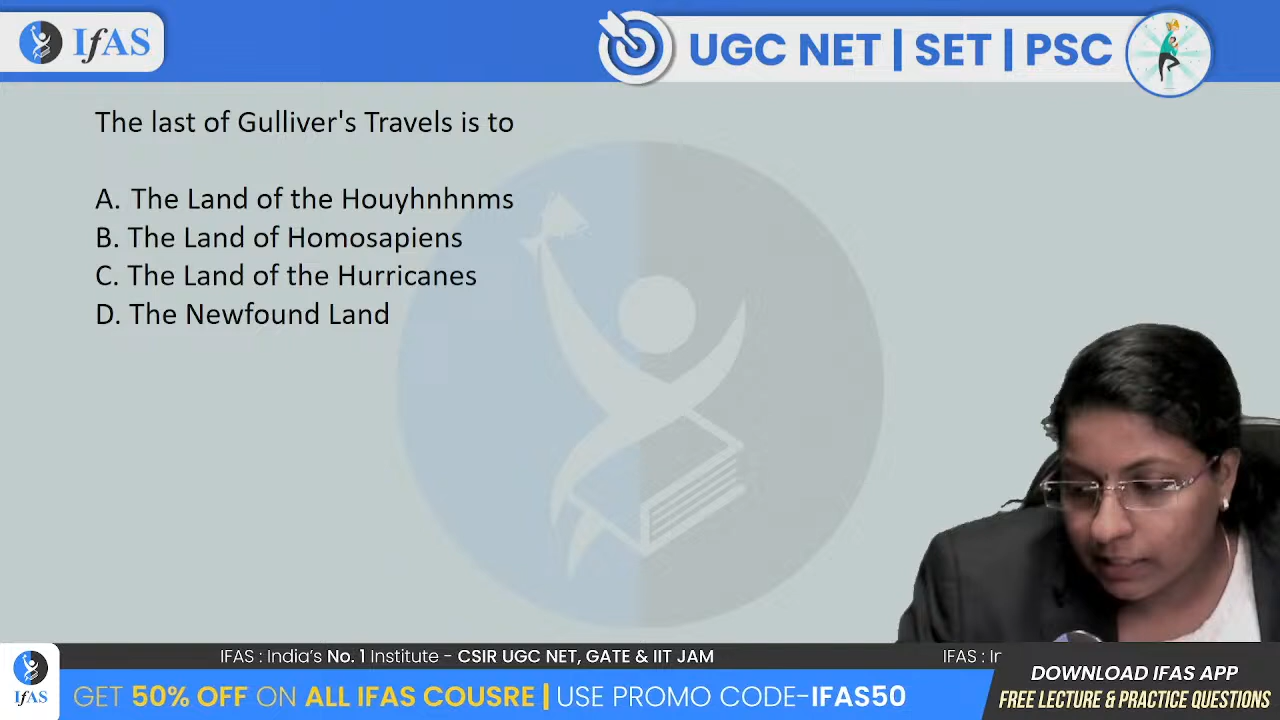 IfAS
UGC NET | SET | PSC
The last of Gulliver's Travels is to
A. The Land of the Houyhnhnms
B. The Land of Homosapiens
C. The Land of the Hurricanes
D. The Newfound Land
IFAS : India's No. 1 Institute - CSIR UGC NET, GATE & IIT JAM
IFAS : In
IfAS
GET 50% OFF ON ALL IFAS COUSRE | USE PROMO CODE-IFAS50
DOWNLOAD IFAS APP
FREE LECTURE & PRACTICE QUESTIONS